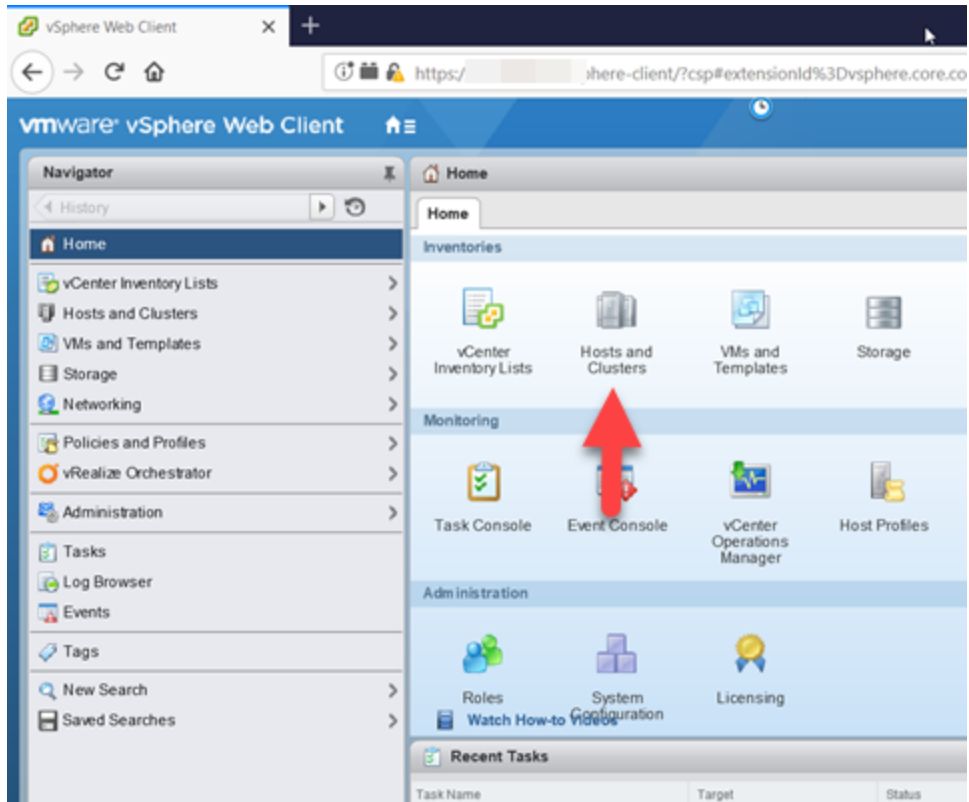 vSphere Web Client
https:/ here-client/?csp#extensionId%3Dvsphere.core.co
vmware® vSphere Web Client
Navigator
History
Home
vCenter Inventory Lists
Hosts and Clusters
VMs and Templates
Storage
Networking
Policies and Profiles
vRealize Orchestrator
Administration
Tasks
Log Browser
Events
Tags
New Search
Saved Searches
Home
Home
Inventories
vCenter
Inventory Lists
Hosts and
Clusters
VMs and
Templates
Storage
Monitoring
Task Console
Event Console
vCenter
Operations
Manager
Host Profiles
Administration
Roles
System
Configuration
Licensing
Watch How-to Videos
Recent Tasks
Task Name
Target
Status